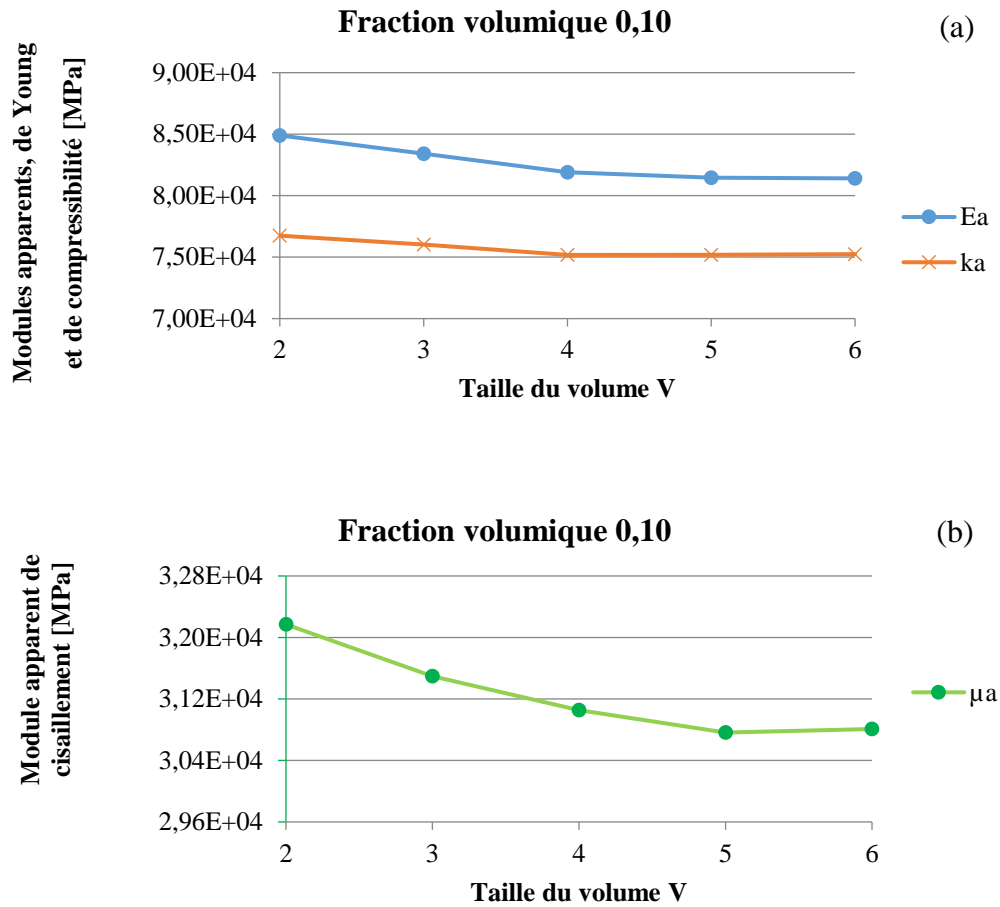 Fraction volumique 0,10
(a)
Modules apparents, de Young
et de compressibilité [MPa]
9,00E+04
8,50E+04
8,00E+04
7,50E+04
7,00E+04
2 3 4 5 6
Taille du volume V
Ea
ka
Fraction volumique 0,10
(b)
Module apparent de
cisaillement [MPa]
3,28E+04
3,20E+04
3,12E+04
3,04E+04
2,96E+04
2 3 4 5 6
Taille du volume V
µa